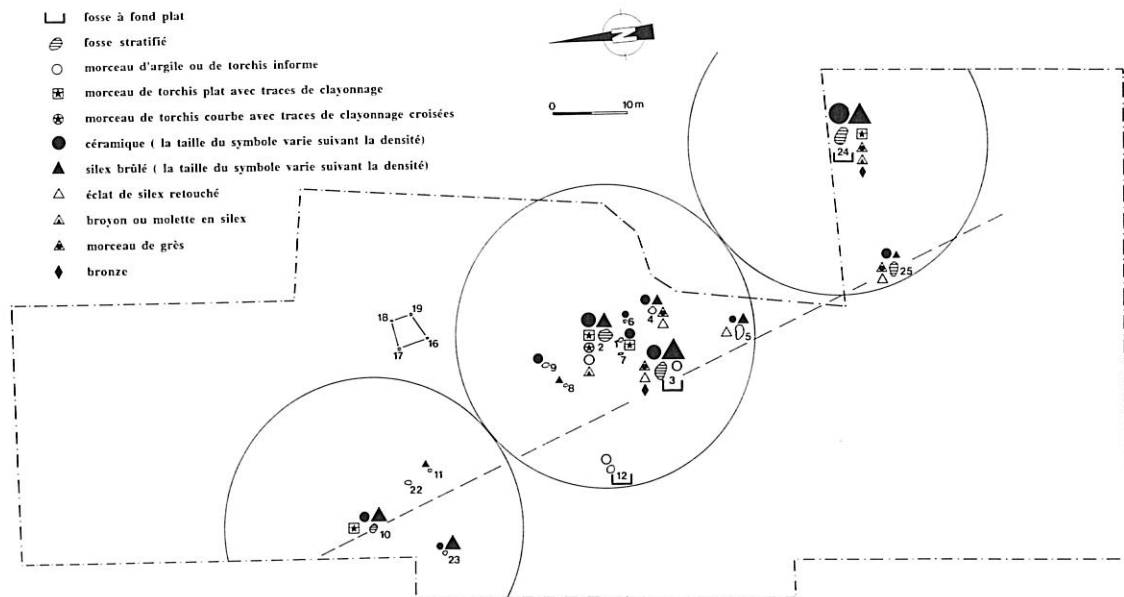 fosse à fond plat
fosse stratifié
morceau d'argile ou de torchis informe
morceau de torchis plat avec traces de clayonnage
morceau de torchis courbe avec traces de clayonnage croisées
céramique ( la taille du symbole varie suivant la densité)
silex brûlé ( la taille du symbole varie suivant la densité)
éclat de silex retouché
broyon ou molette en silex
morceau de grès
bronze
N
0 10 m
24
25
19
18
16
17
6
4
5
2
1
7
9
8
3
12
11
22
10
23